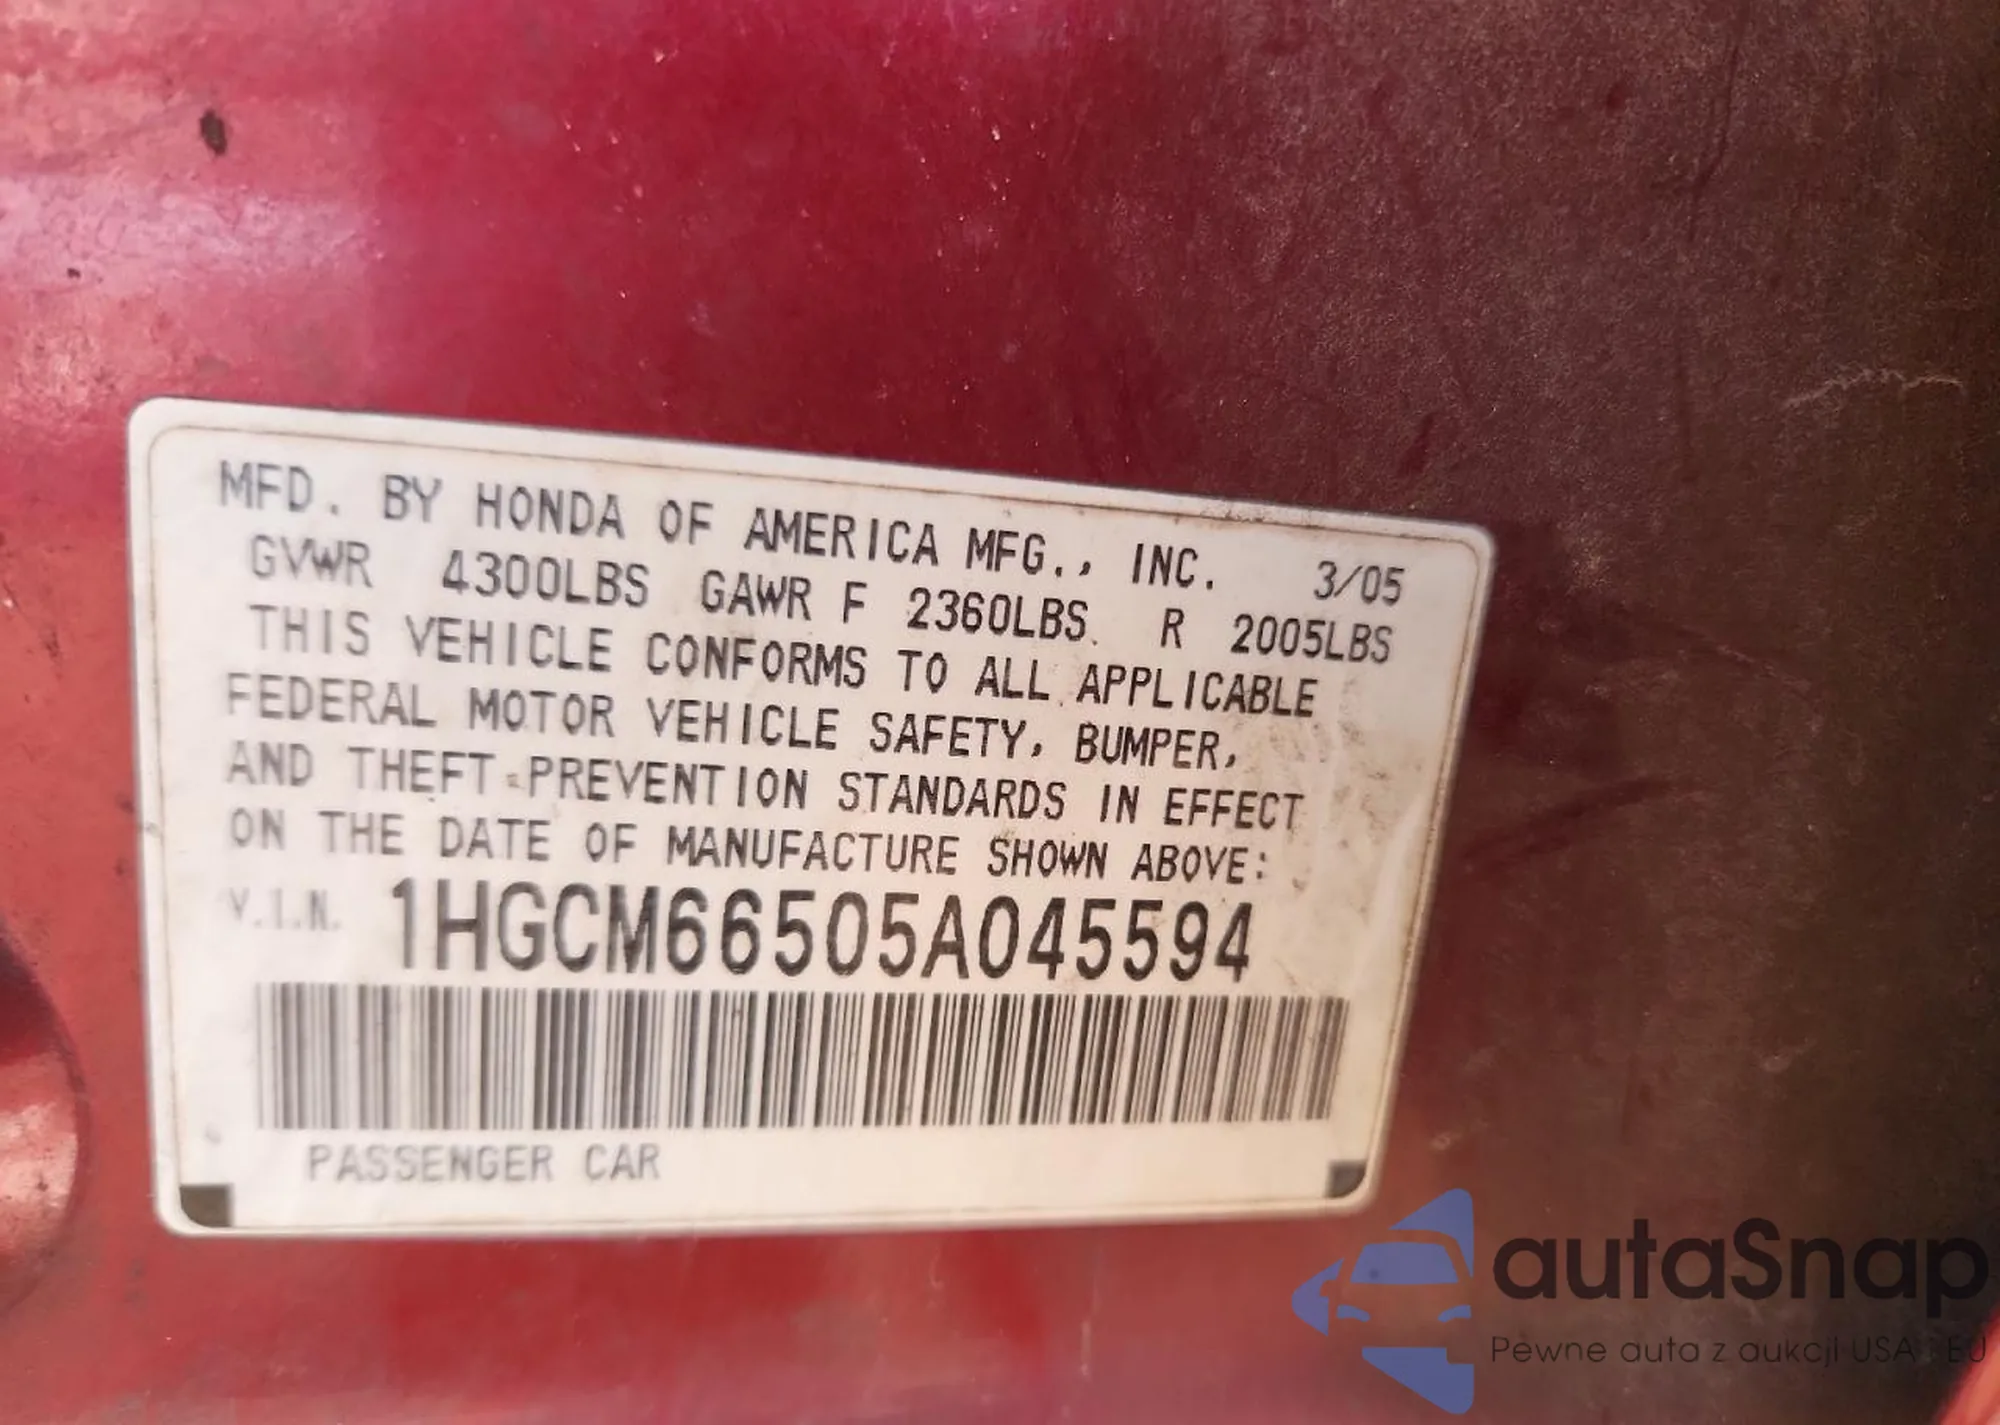 MFD. BY HONDA OF AMERICA MFG., INC. 3/05
GVWR 4300LBS GAWR F 2360LBS R 2005LBS
THIS VEHICLE CONFORMS TO ALL APPLICABLE
FEDERAL MOTOR VEHICLE SAFETY, BUMPER,
AND THEFT PREVENTION STANDARDS IN EFFECT
ON THE DATE OF MANUFACTURE SHOWN ABOVE:
V.I.N. 1HGCM66505A045594
PASSENGER CAR
autaSnap
Pewne auta z aukcji USA i EU